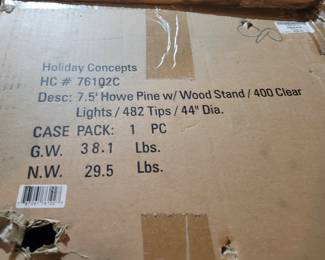 Holiday Concepts
HC # 76102C
Desc: 7.5' Howe Pine w/ Wood Stand / 400 Clear
Lights / 482 Tips / 44" Dia.
CASE PACK: 1 PC
G.W. 38.1 Lbs.
N.W. 29.5 Lbs.